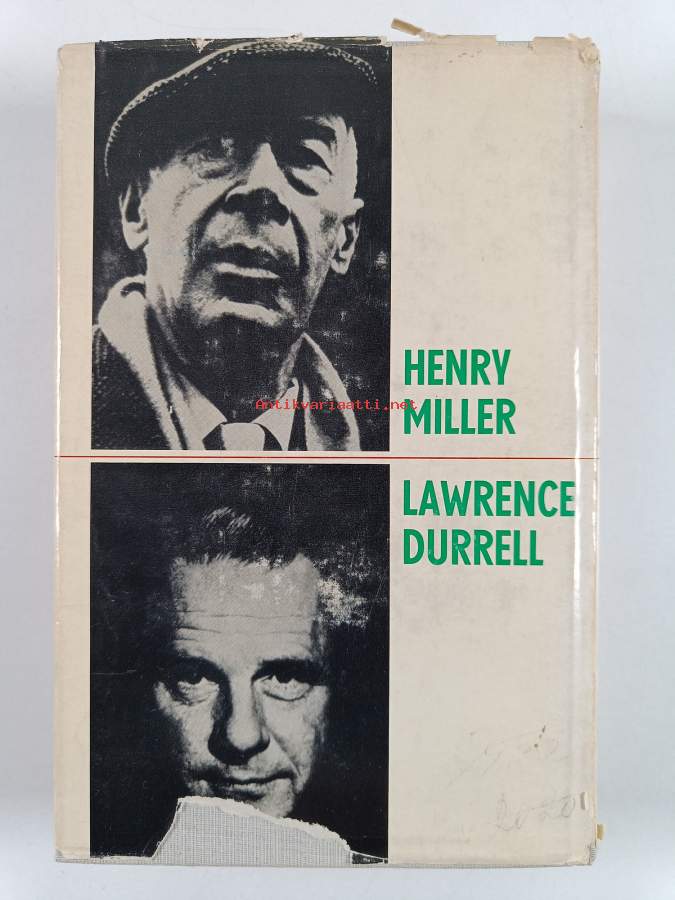 HENRY
MILLER
Antikvariaatti.net
LAWRENCE
DURRELL